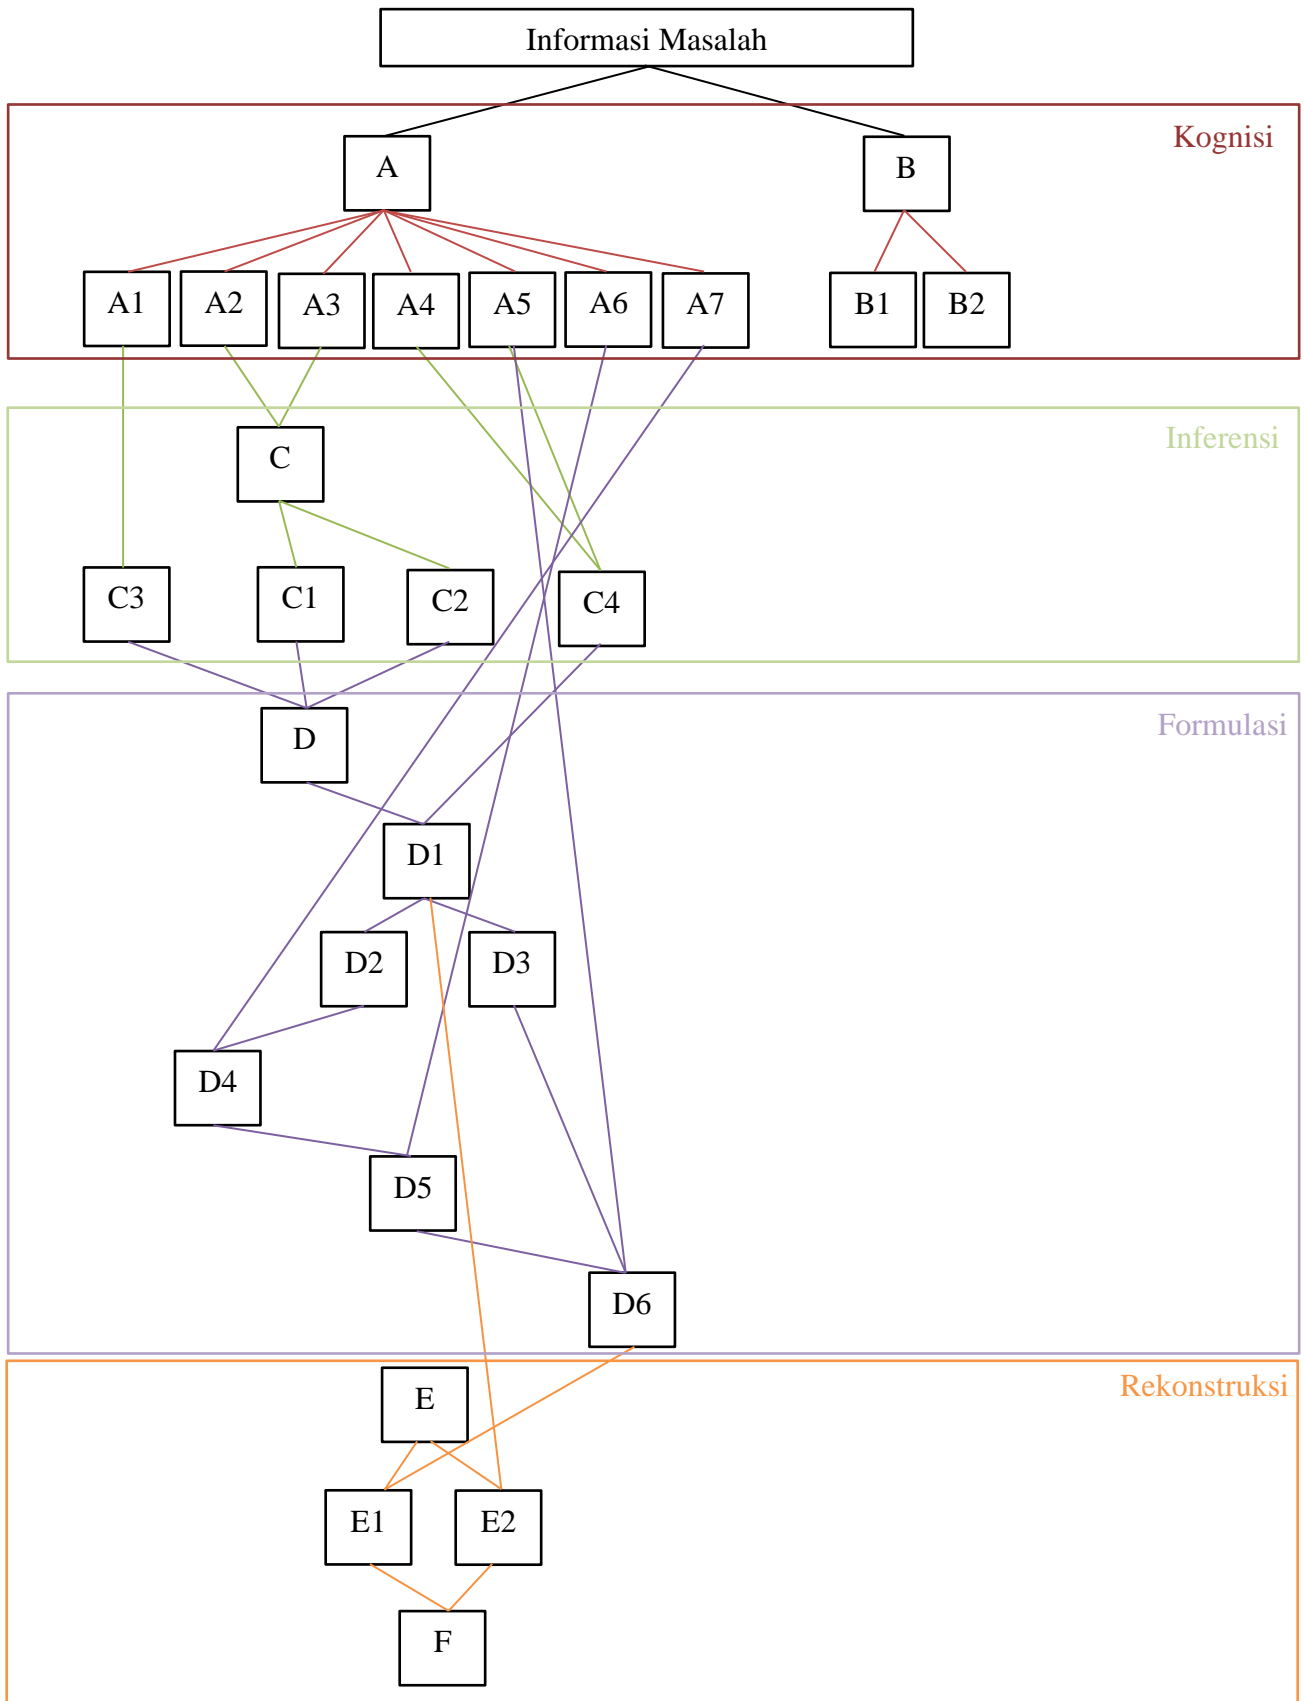 Informasi Masalah
Kognisi
A
B
A1 A2 A3 A4 A5 A6 A7 B1 B2
Inferensi
C
C3 C1 C2 C4
Formulasi
D
D1
D2 D3
D4
D5
D6
Rekonstruksi
E
E1 E2
F